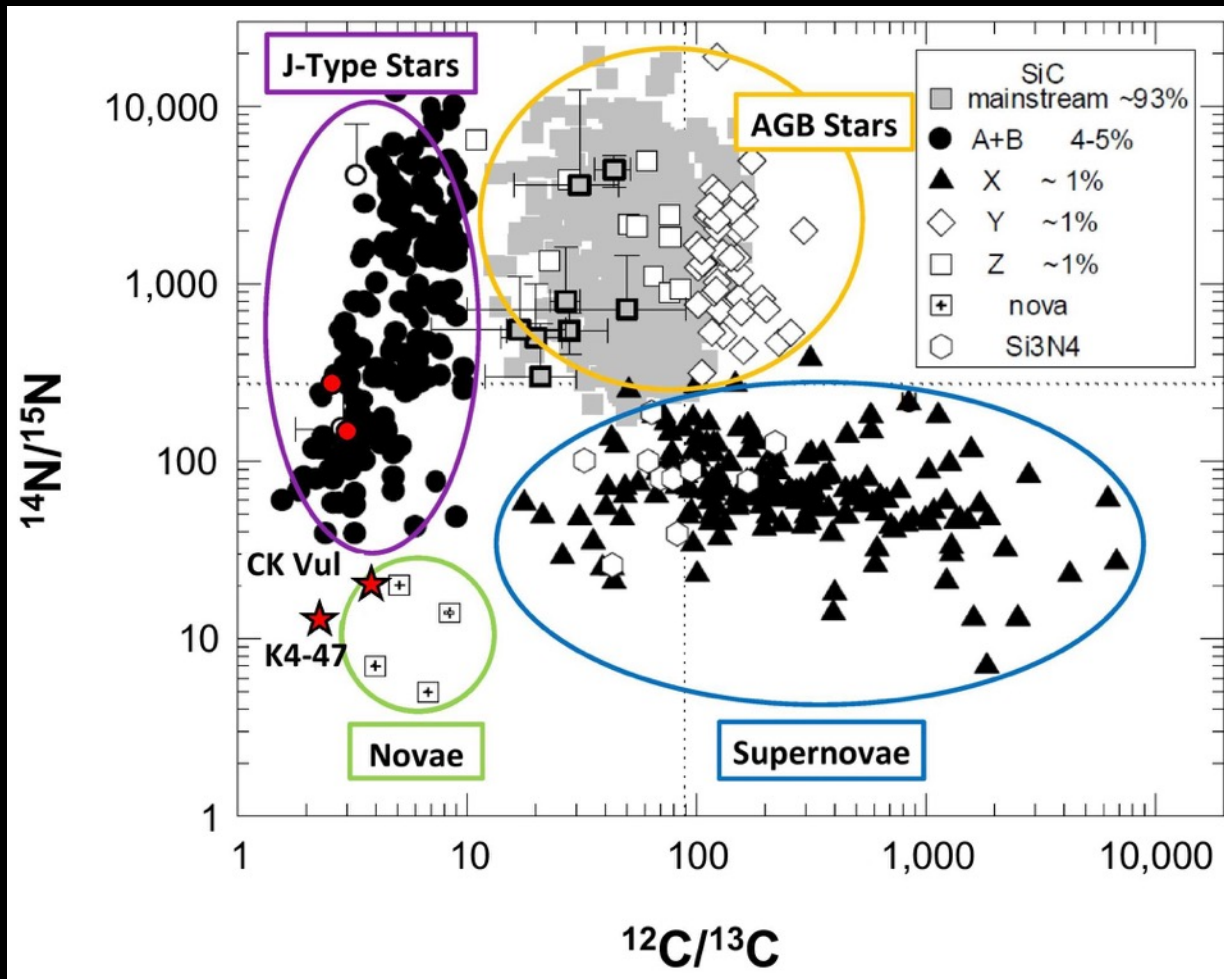 J-Type Stars
AGB Stars
SiC
mainstream ~93%
A+B 4-5%
X ~ 1%
Y ~1%
Z ~1%
nova
Si3N4
10,000
1,000
100
10
1
¹⁴N/¹⁵N
CK Vul
K4-47
Novae
Supernovae
1
10
100
1,000
10,000
¹²C/¹³C